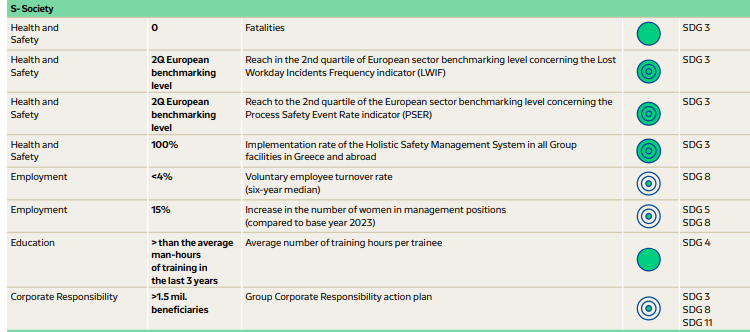 S- Society
Health and
Safety
0
Fatalities
SDG 3
Health and
Safety
2Q European
benchmarking
level
Reach in the 2nd quartile of European sector benchmarking level concerning the Lost
Workday Incidents Frequency indicator (LWIF)
SDG 3
Health and
Safety
2Q European
benchmarking
level
Reach to the 2nd quartile of the European sector benchmarking level concerning the
Process Safety Event Rate indicator (PSER)
SDG 3
Health and
Safety
100%
Implementation rate of the Holistic Safety Management System in all Group
facilities in Greece and abroad
SDG 3
Employment
<4%
Voluntary employee turnover rate
(six-year median)
SDG 8
Employment
15%
Increase in the number of women in management positions
(compared to base year 2023)
SDG 5
SDG 8
Education
> than the average
man-hours
of training in
the last 3 years
Average number of training hours per trainee
SDG 4
Corporate Responsibility
>1.5 mil.
beneficiaries
Group Corporate Responsibility action plan
SDG 3
SDG 8
SDG 11